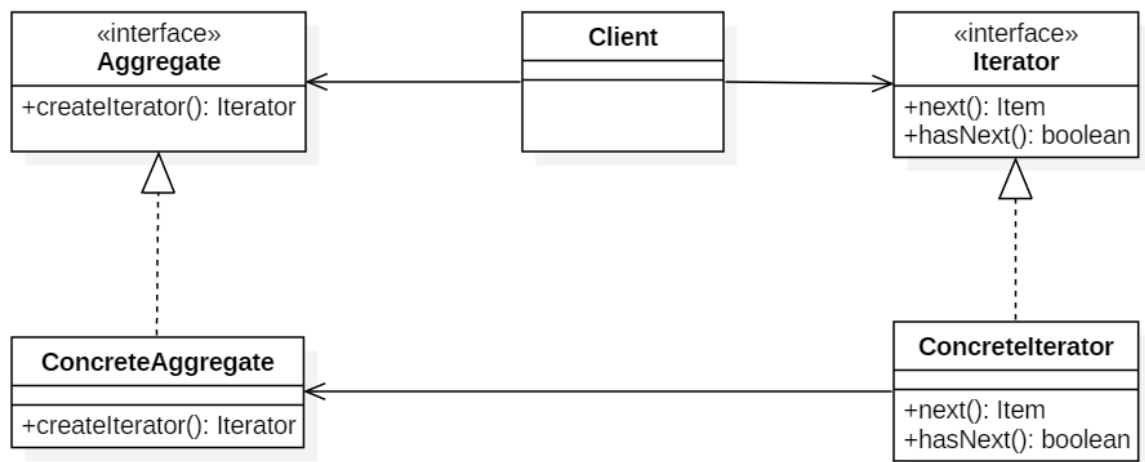 «interface»
Aggregate
+createIterator(): Iterator
Client
«interface»
Iterator
+next(): Item
+hasNext(): boolean
ConcreteAggregate
+createIterator(): Iterator
ConcreteIterator
+next(): Item
+hasNext(): boolean